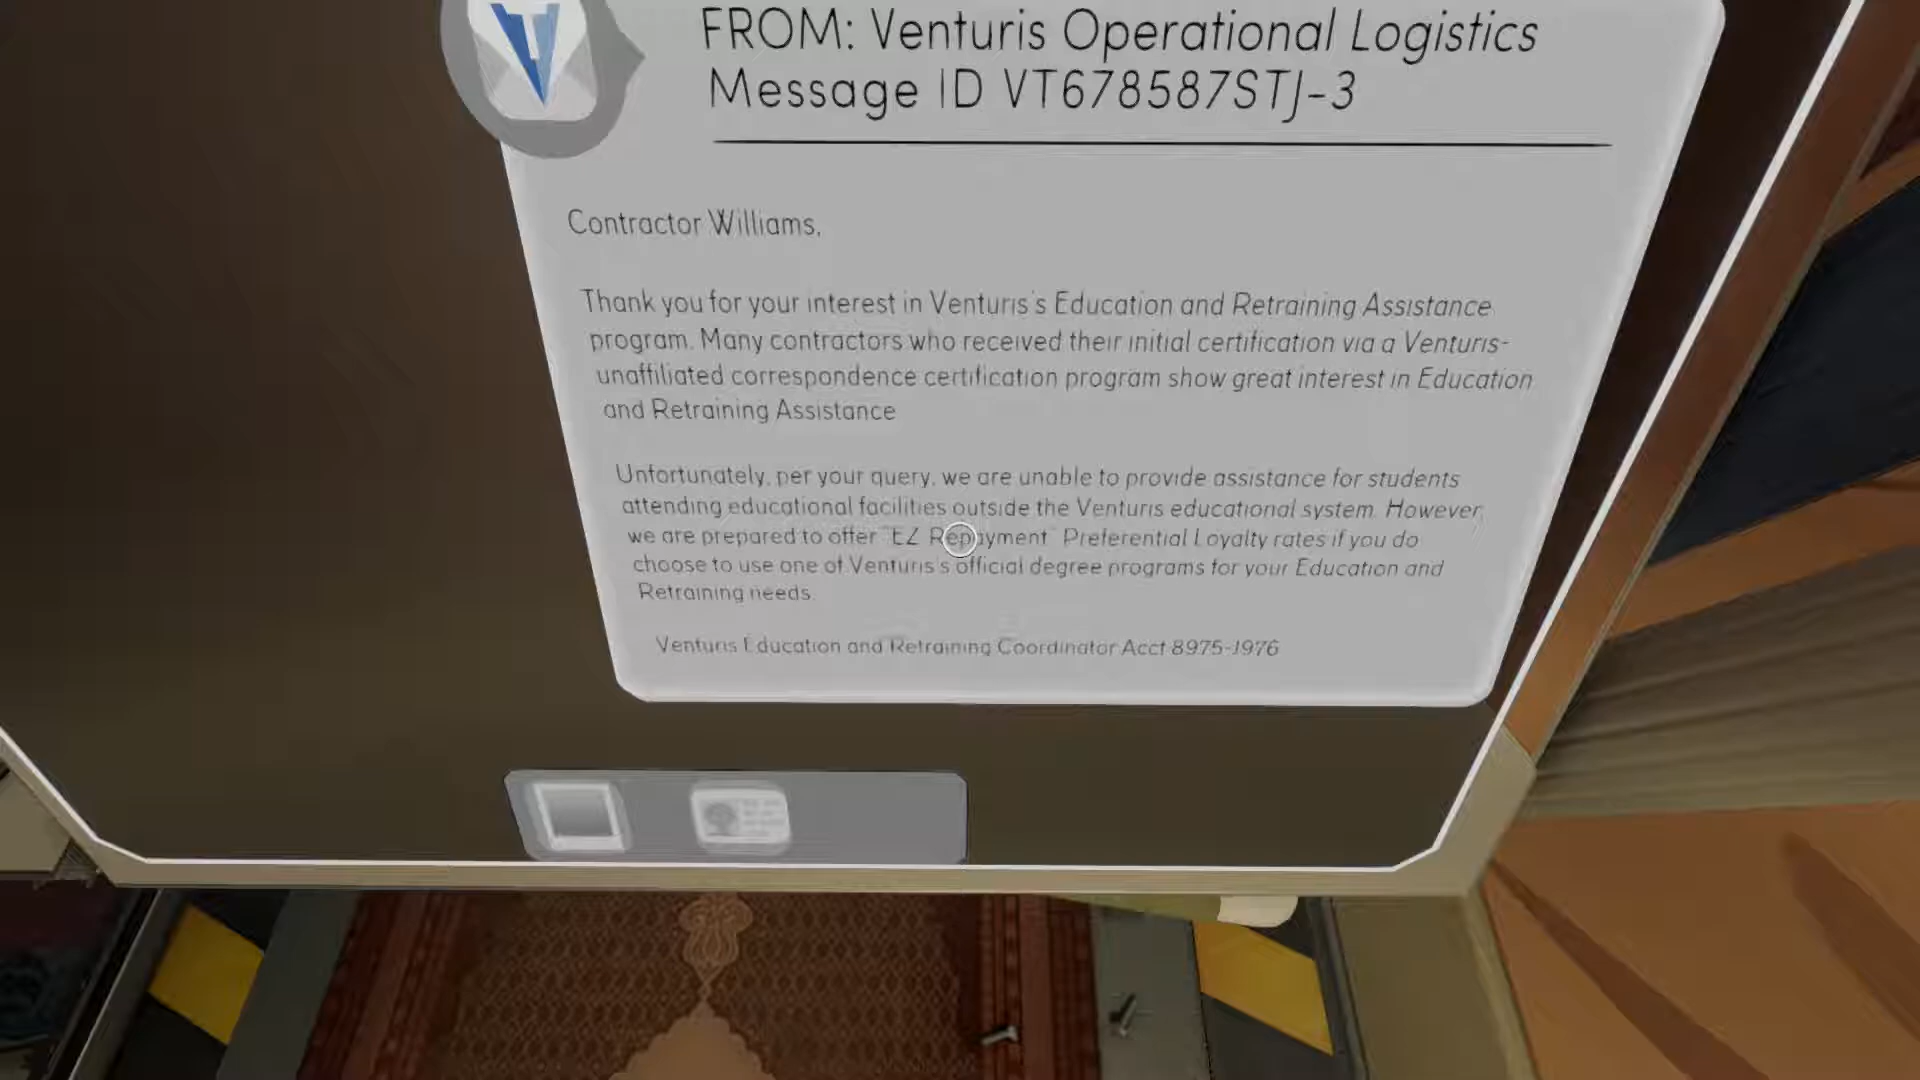 FROM: Venturis Operational Logistics
Message ID VT678587STJ-3
Contractor Williams,
Thank you for your interest in Venturis's Education and Retraining Assistance
program. Many contractors who received their initial certification via a Venturis-
unaffiliated correspondence certification program show great interest in Education
and Retraining Assistance
Unfortunately, per your query, we are unable to provide assistance for students
attending educational facilities outside the Venturis educational system. However,
we are prepared to offer "EZ Repayment" Preferential Loyalty rates if you do
choose to use one of Venturis's official degree programs for your Education and
Retraining needs.
Venturis Education and Retraining Coordinator Acct 8975-1976